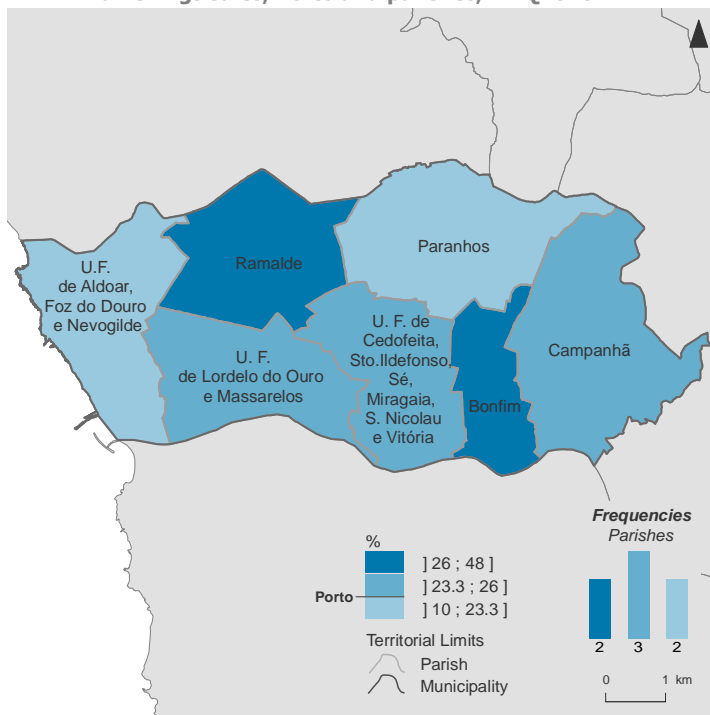 U.F.
de Aldoar,
Foz do Douro
e Nevogilde
Ramalde
Paranhos
U. F.
de Lordelo do Ouro
e Massarelos
U. F. de
Cedofeita,
Sto.Ildefonso,
Sé,
Miragaia,
S. Nicolau
e Vitória
Bonfim
Campanhã
%
] 26 ; 48 ]
] 23.3 ; 26 ]
] 10 ; 23.3 ]
Porto
Territorial Limits
Parish
Municipality
Frequencies
Parishes
2 3 2
0 1 km